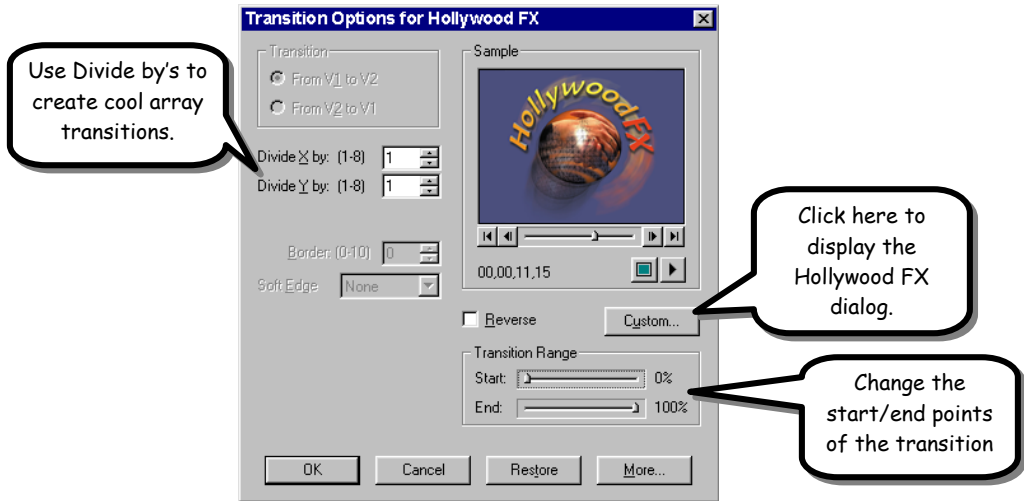 Transition Options for Hollywood FX
Use Divide by's to
create cool array
transitions.
Transition
From V1 to V2
From V2 to V1
Divide X by: (1-8) 1
Divide Y by: (1-8) 1
Border: (0-10) 0
Soft Edge None
Sample
HollywoodFX
00,00,11,15
Click here to
display the
Hollywood FX
dialog.
Reverse
Custom...
Transition Range
Start: 0%
End: 100%
Change the
start/end points
of the transition
OK Cancel Restore More...